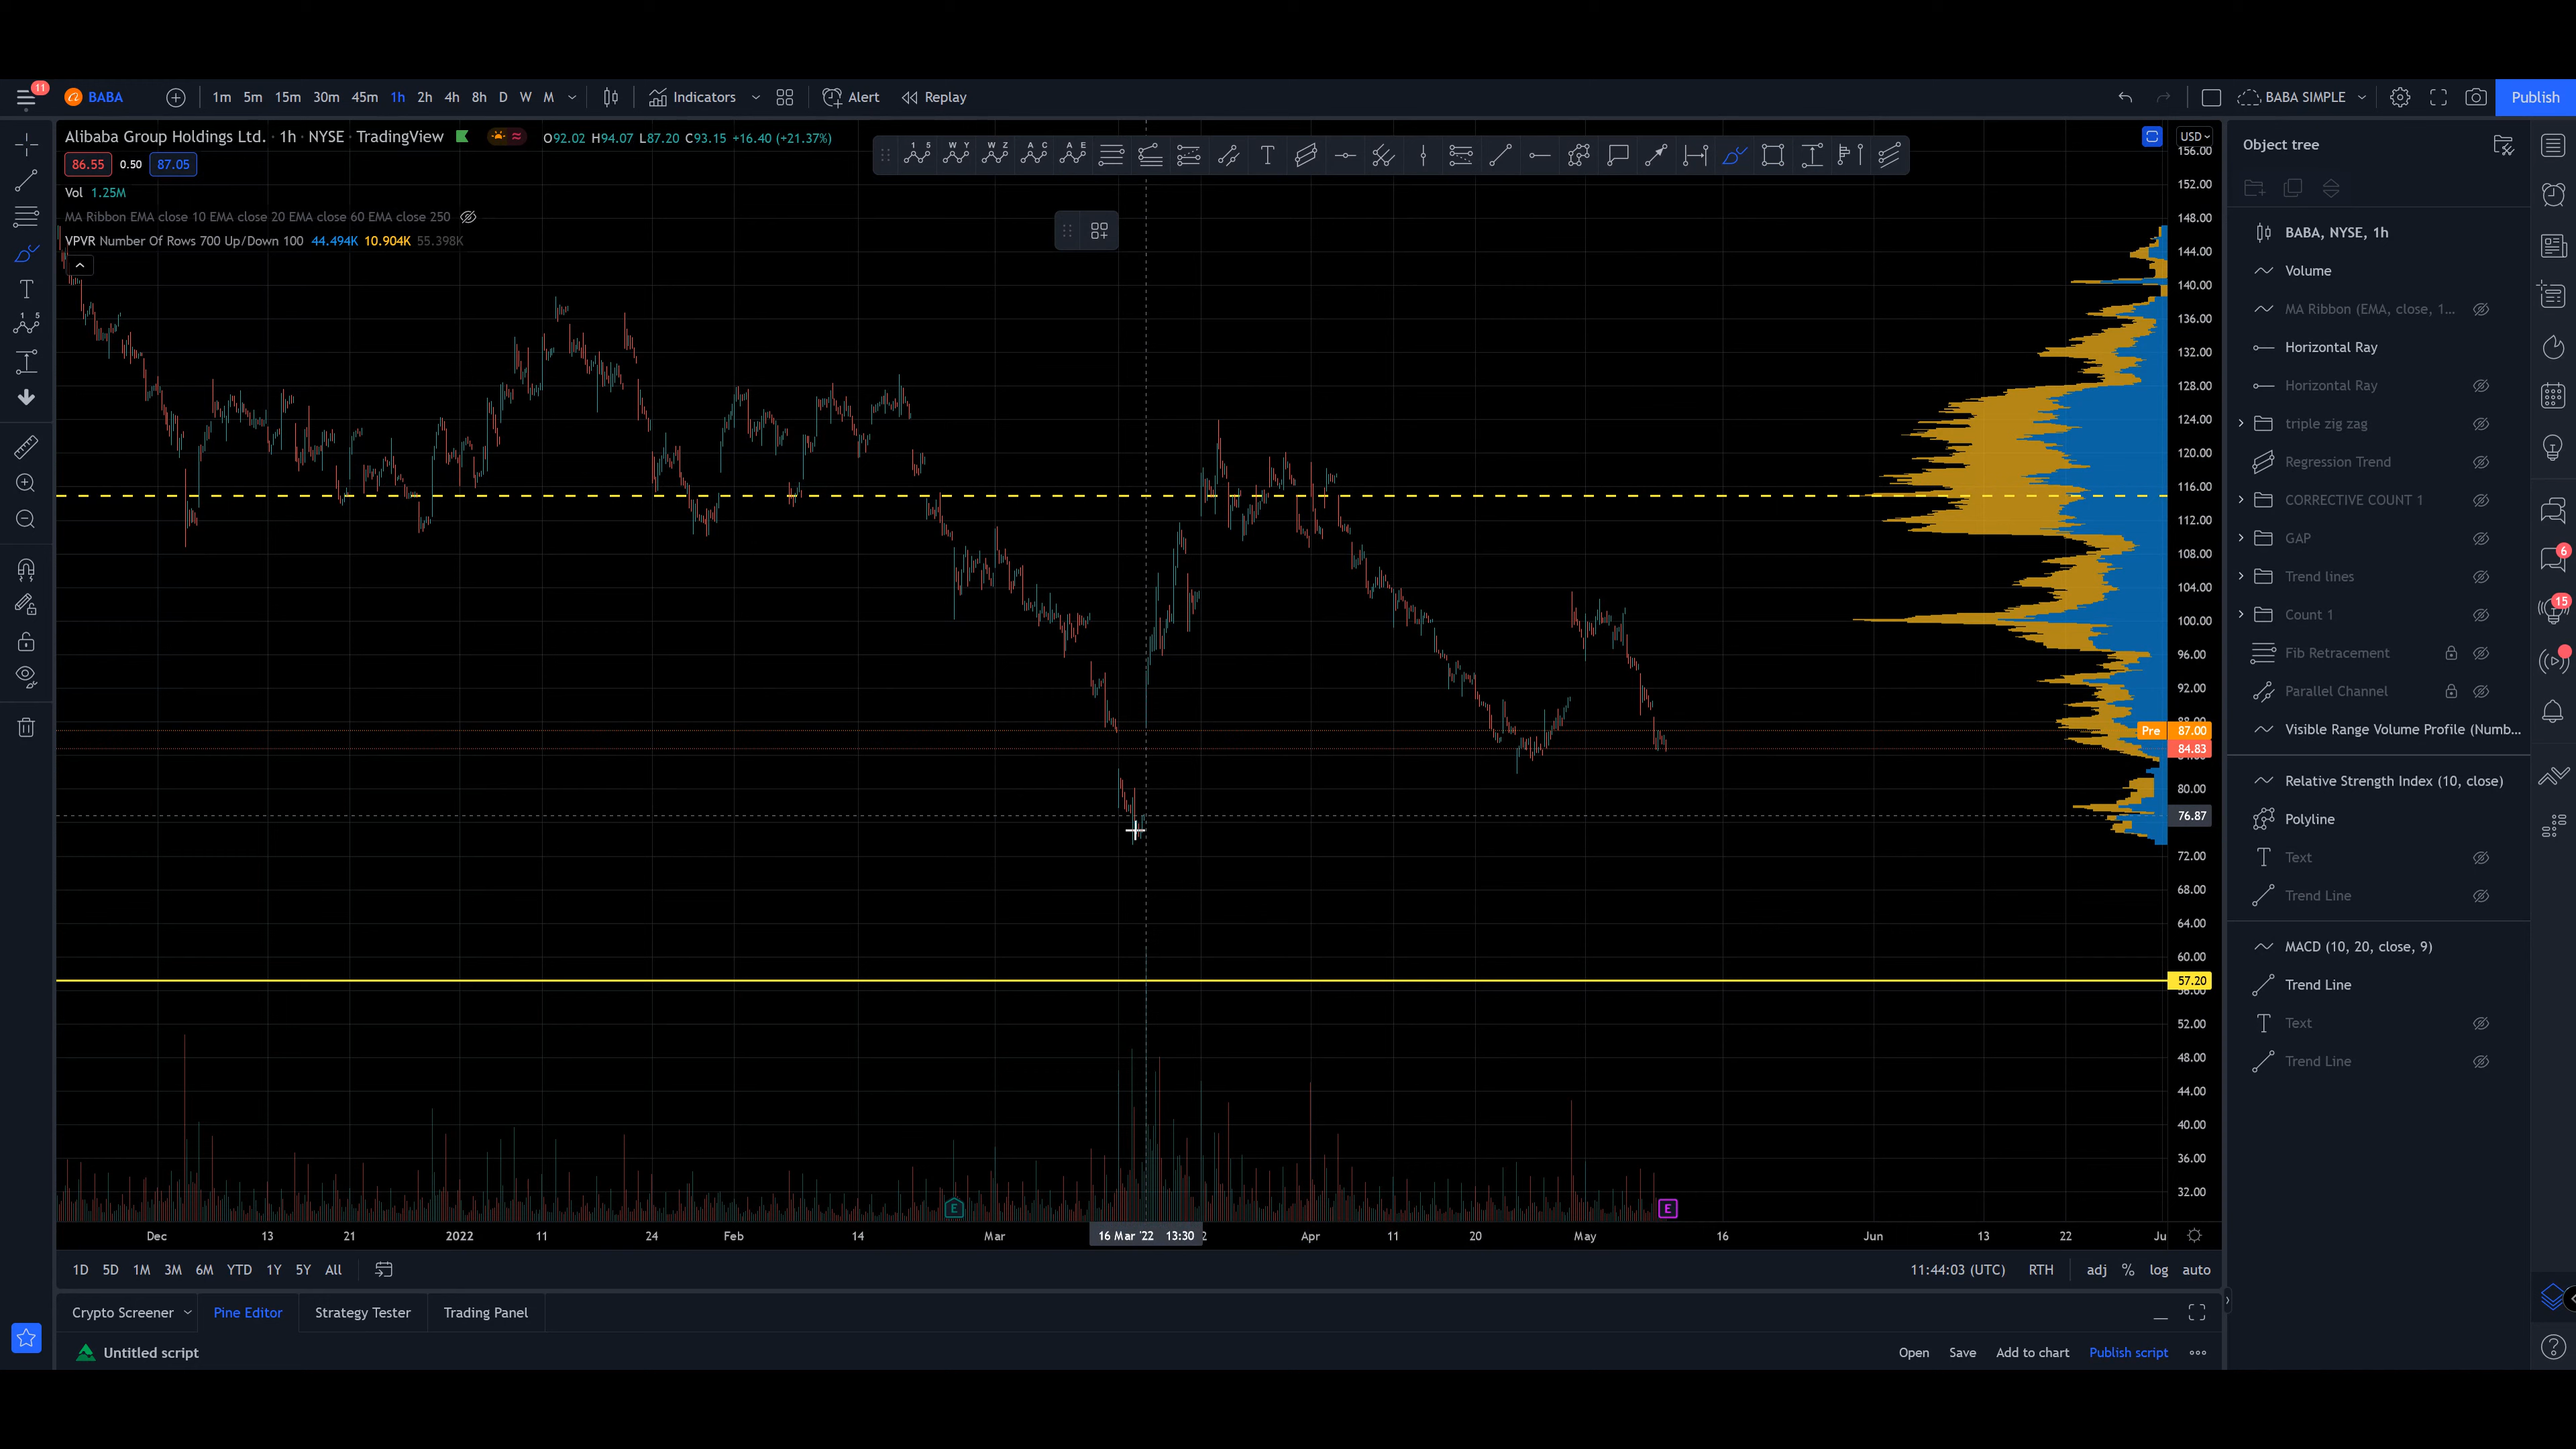 11
BABA
1m 5m 15m 30m 45m 1h 2h 4h 8h D W M
Indicators
Alert
Replay
BABA SIMPLE
Publish
Alibaba Group Holdings Ltd. · 1h · NYSE · TradingView
O92.02 H94.07 L87.20 C93.15 +16.40 (+21.37%)
86.55 0.50 87.05
Vol 1.25M
MA Ribbon EMA close 10 EMA close 20 EMA close 60 EMA close 250
VPVR Number Of Rows 700 Up/Down 100 44.494K 10.904K 55.398K
USD
156.00
152.00
148.00
144.00
140.00
136.00
132.00
128.00
124.00
120.00
116.00
112.00
108.00
104.00
100.00
96.00
92.00
88.00
Pre 87.00
84.83
80.00
76.87
72.00
68.00
64.00
60.00
57.20
56.00
52.00
48.00
44.00
40.00
36.00
32.00
E
E
Dec 13 21 2022 11 24 Feb 14 Mar 16 Mar '22 13:30 2 Apr 11 20 May 16 Jun 13 22 Ju
1D 5D 1M 3M 6M YTD 1Y 5Y All
11:44:03 (UTC) RTH adj % log auto
Crypto Screener Pine Editor Strategy Tester Trading Panel
Untitled script
Open Save Add to chart Publish script
Object tree
BABA, NYSE, 1h
Volume
MA Ribbon (EMA, close, 1...
Horizontal Ray
Horizontal Ray
triple zig zag
Regression Trend
CORRECTIVE COUNT 1
GAP
Trend lines
Count 1
Fib Retracement
Parallel Channel
Visible Range Volume Profile (Numb...
Relative Strength Index (10, close)
Polyline
Text
Trend Line
MACD (10, 20, close, 9)
Trend Line
Text
Trend Line
6
15